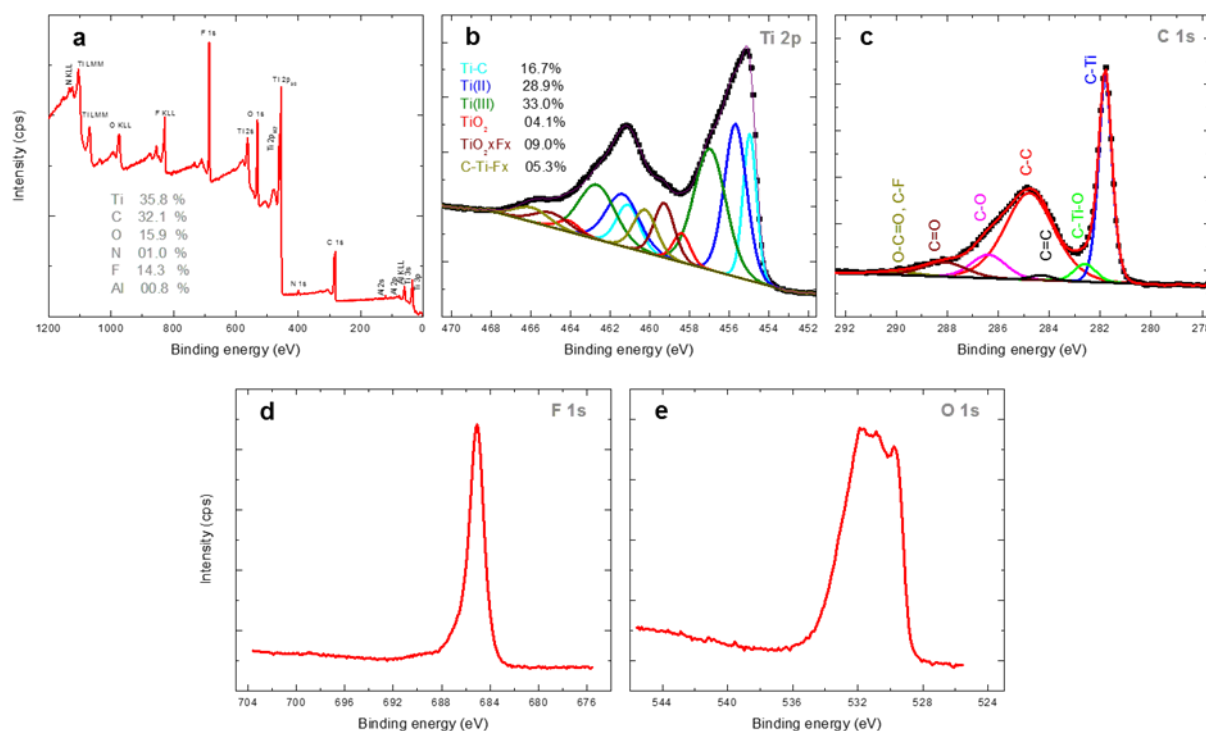 a
N KLL
Ti LMM
Ti LMM
O KLL
F KLL
F 1s
Ti 2s
O 1s
Ti 2p1/2
Ti 2p3/2
C 1s
N 1s
Al 2s
Al 2p
Ti 3s
Ti 3p
Ti 35.8 %
C 32.1 %
O 15.9 %
N 01.0 %
F 14.3 %
Al 00.8 %
Intensity (cps)
1200 1000 800 600 400 200 0
Binding energy (eV)
b
Ti 2p
Ti-C 16.7%
Ti(II) 28.9%
Ti(III) 33.0%
TiO2 04.1%
TiO2xFx 09.0%
C-Ti-Fx 05.3%
470 468 466 464 462 460 458 456 454 452
Binding energy (eV)
c
C 1s
O-C=O, C-F
C=O
C-O
C-C
C=C
C-Ti-O
C-Ti
292 290 288 286 284 282 280 278
Binding energy (eV)
d
F 1s
Intensity (cps)
704 700 696 692 688 684 680 676
Binding energy (eV)
e
O 1s
544 540 536 532 528 524
Binding energy (eV)